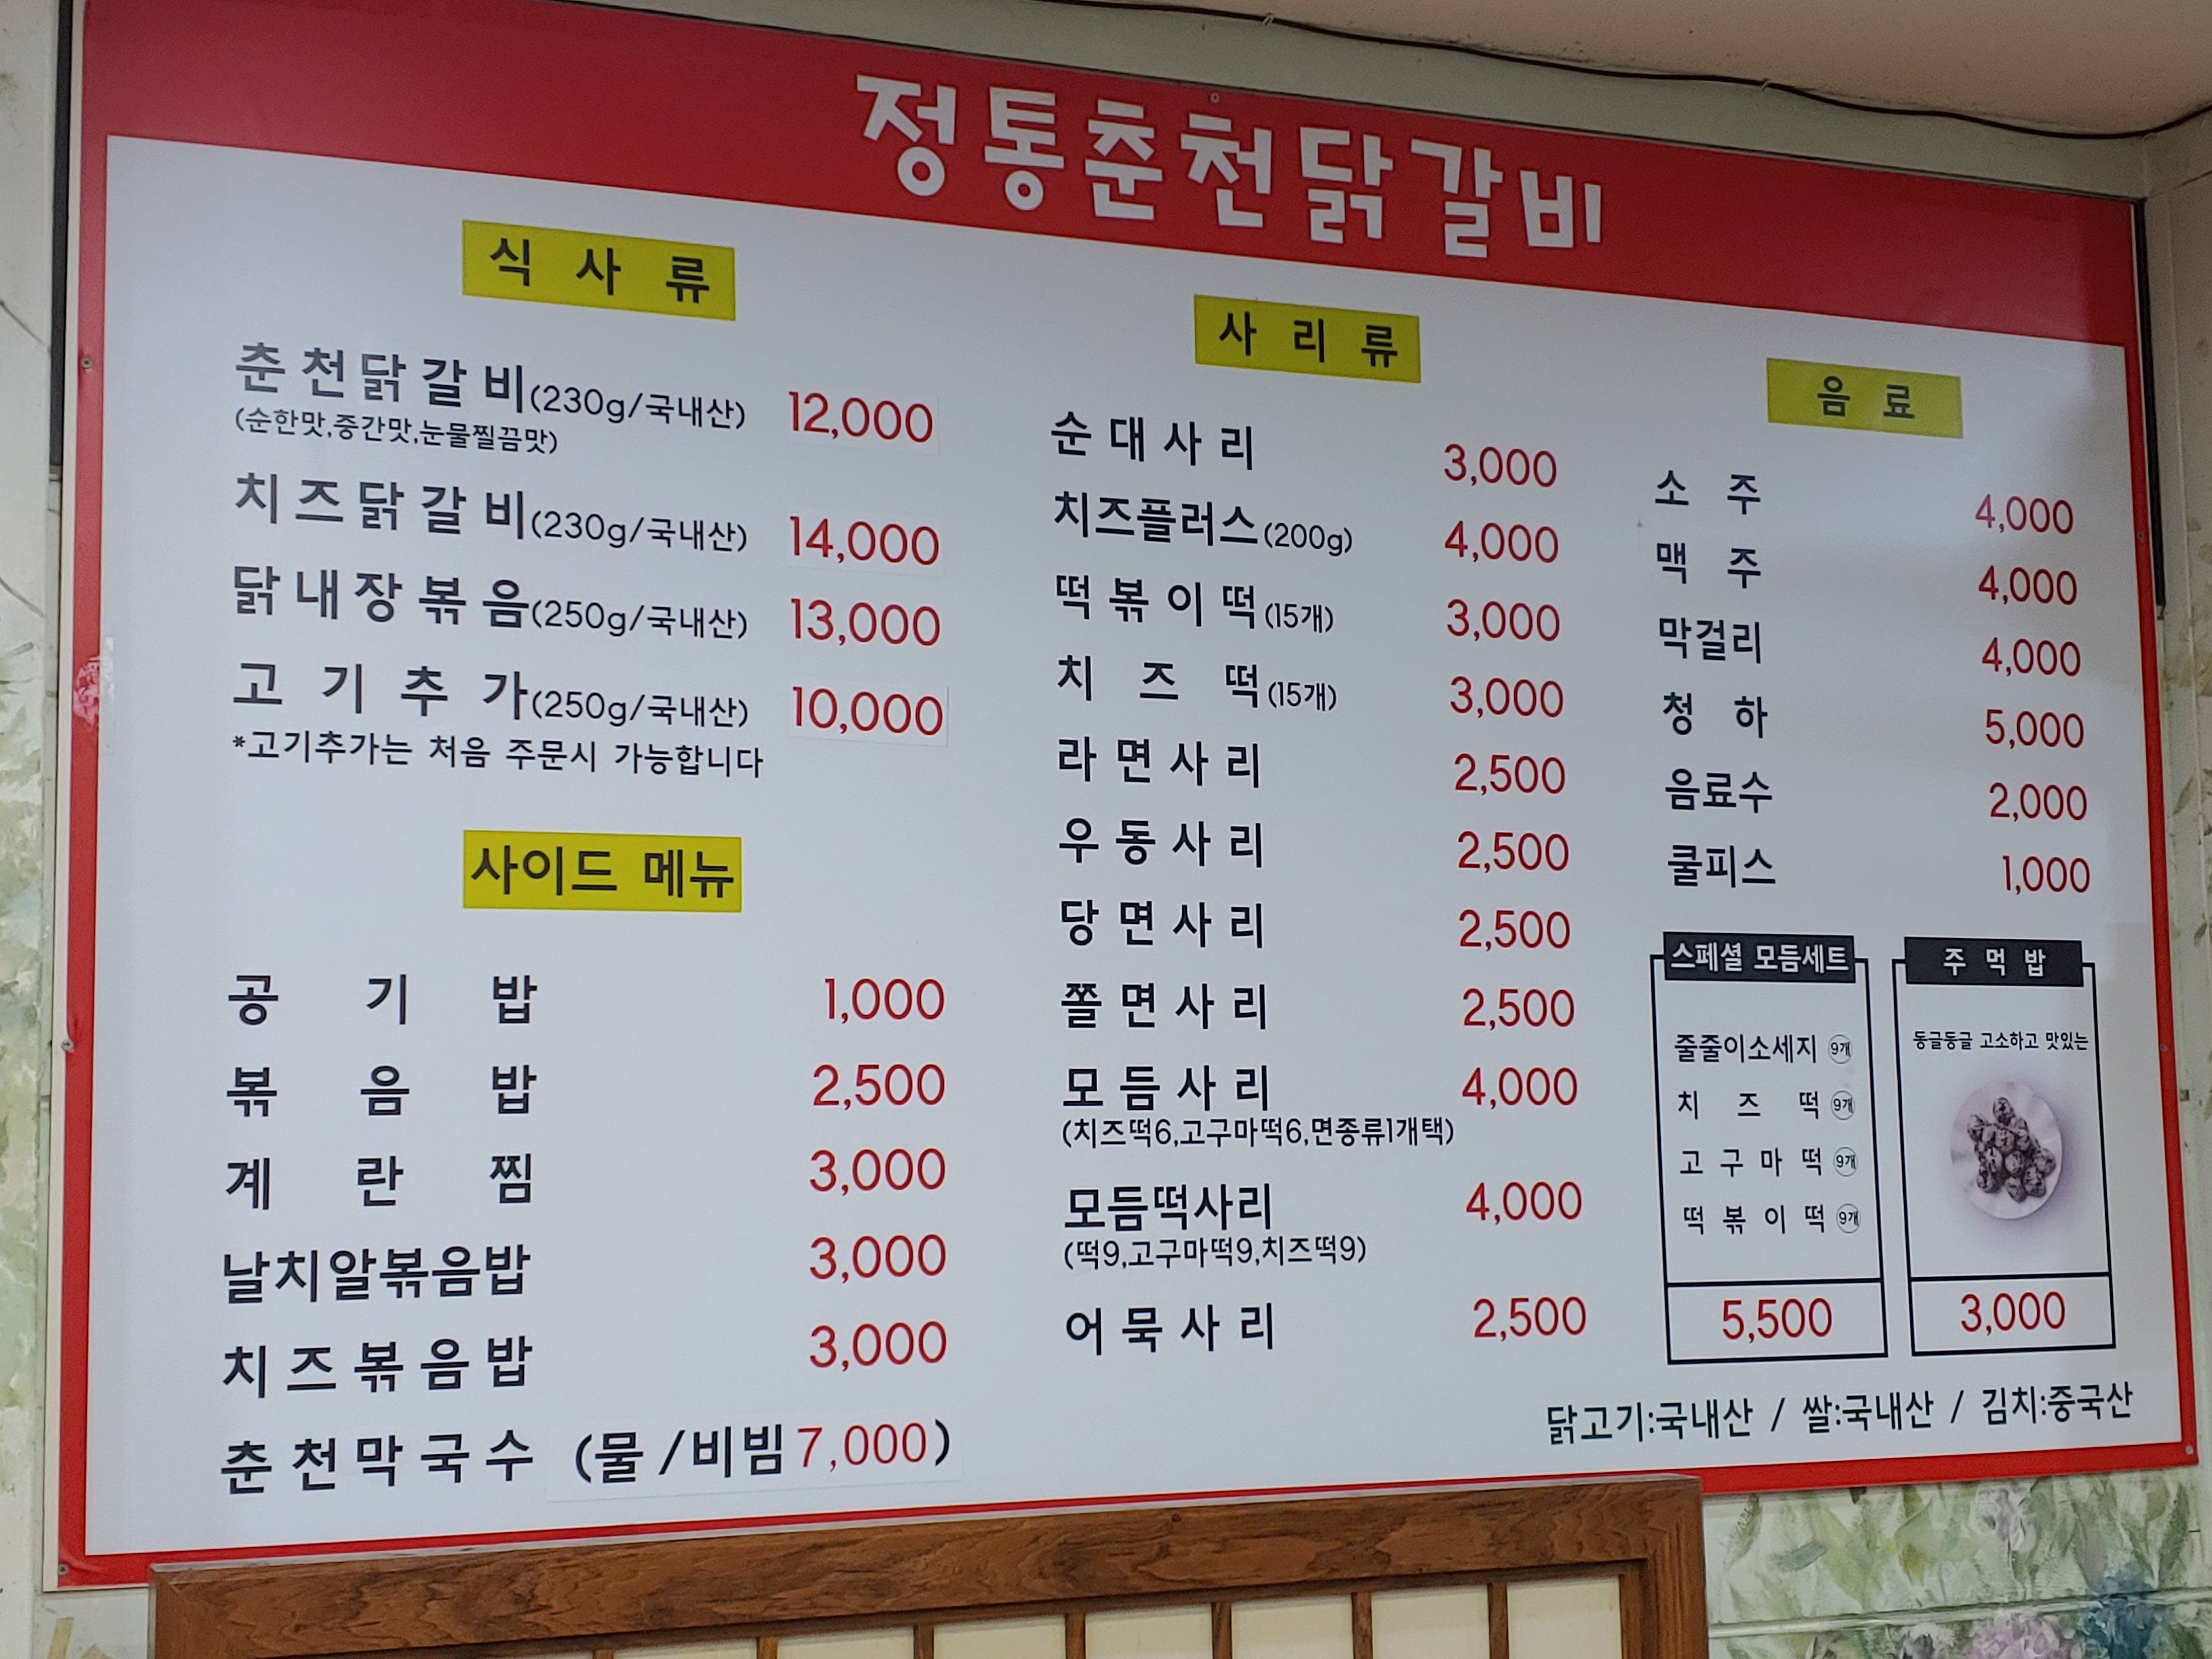 정통춘천닭갈비
식사류
춘천닭갈비(230g/국내산) 12,000
(순한맛,중간맛,눈물찔끔맛)
치즈닭갈비(230g/국내산) 14,000
닭내장볶음(250g/국내산) 13,000
고기추가(250g/국내산) 10,000
*고기추가는 처음 주문시 가능합니다
사이드 메뉴
공기밥 1,000
볶음밥 2,500
계란찜 3,000
날치알볶음밥 3,000
치즈볶음밥 3,000
춘천막국수 (물/비빔 7,000)
사리류
순대사리 3,000
치즈플러스(200g) 4,000
떡볶이떡(15개) 3,000
치즈떡(15개) 3,000
라면사리 2,500
우동사리 2,500
당면사리 2,500
쫄면사리 2,500
모듬사리 4,000
(치즈떡6,고구마떡6,면종류1개택)
모듬떡사리 4,000
(떡9,고구마떡9,치즈떡9)
어묵사리 2,500
음료
소주 4,000
맥주 4,000
막걸리 4,000
청하 5,000
음료수 2,000
쿨피스 1,000
스페셜 모듬세트
줄줄이소세지 9개
치즈떡 9개
고구마떡 9개
떡볶이떡 9개
5,500
주먹밥
동글동글 고소하고 맛있는
3,000
닭고기:국내산 / 쌀:국내산 / 김치:중국산